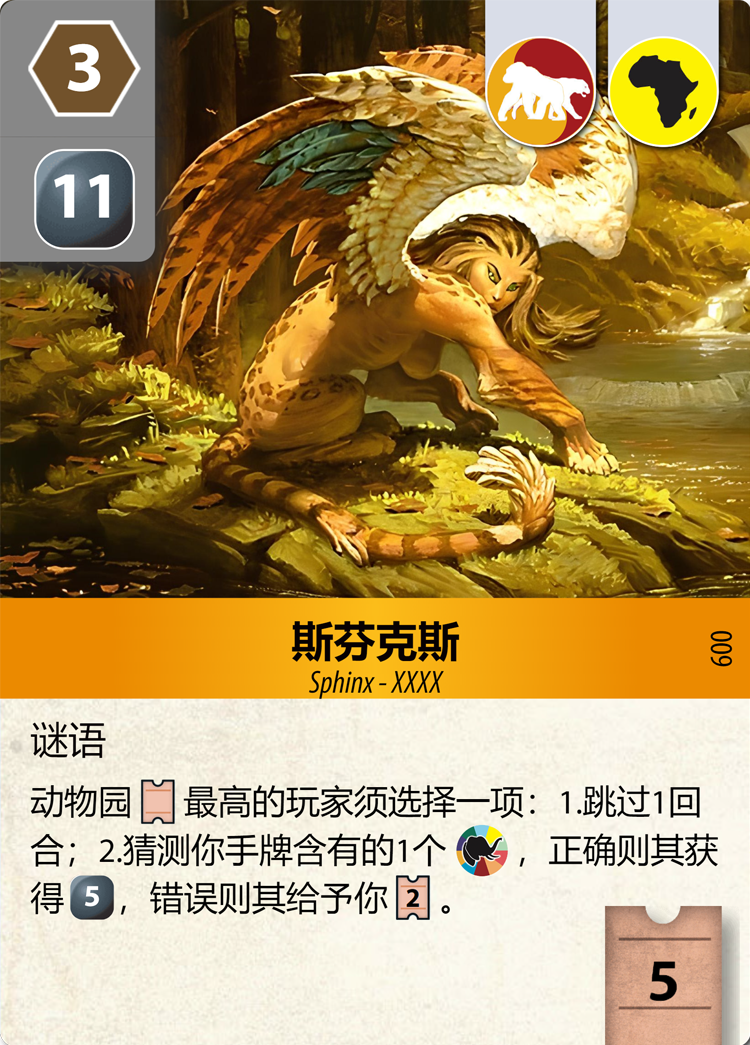 3
11
斯芬克斯
Sphinx - XXXX
600
谜语
动物园 最高的玩家须选择一项：1.跳过1回
合；2.猜测你手牌含有的1个 ，正确则其获
得 5 ，错误则其给予你 2 。
5